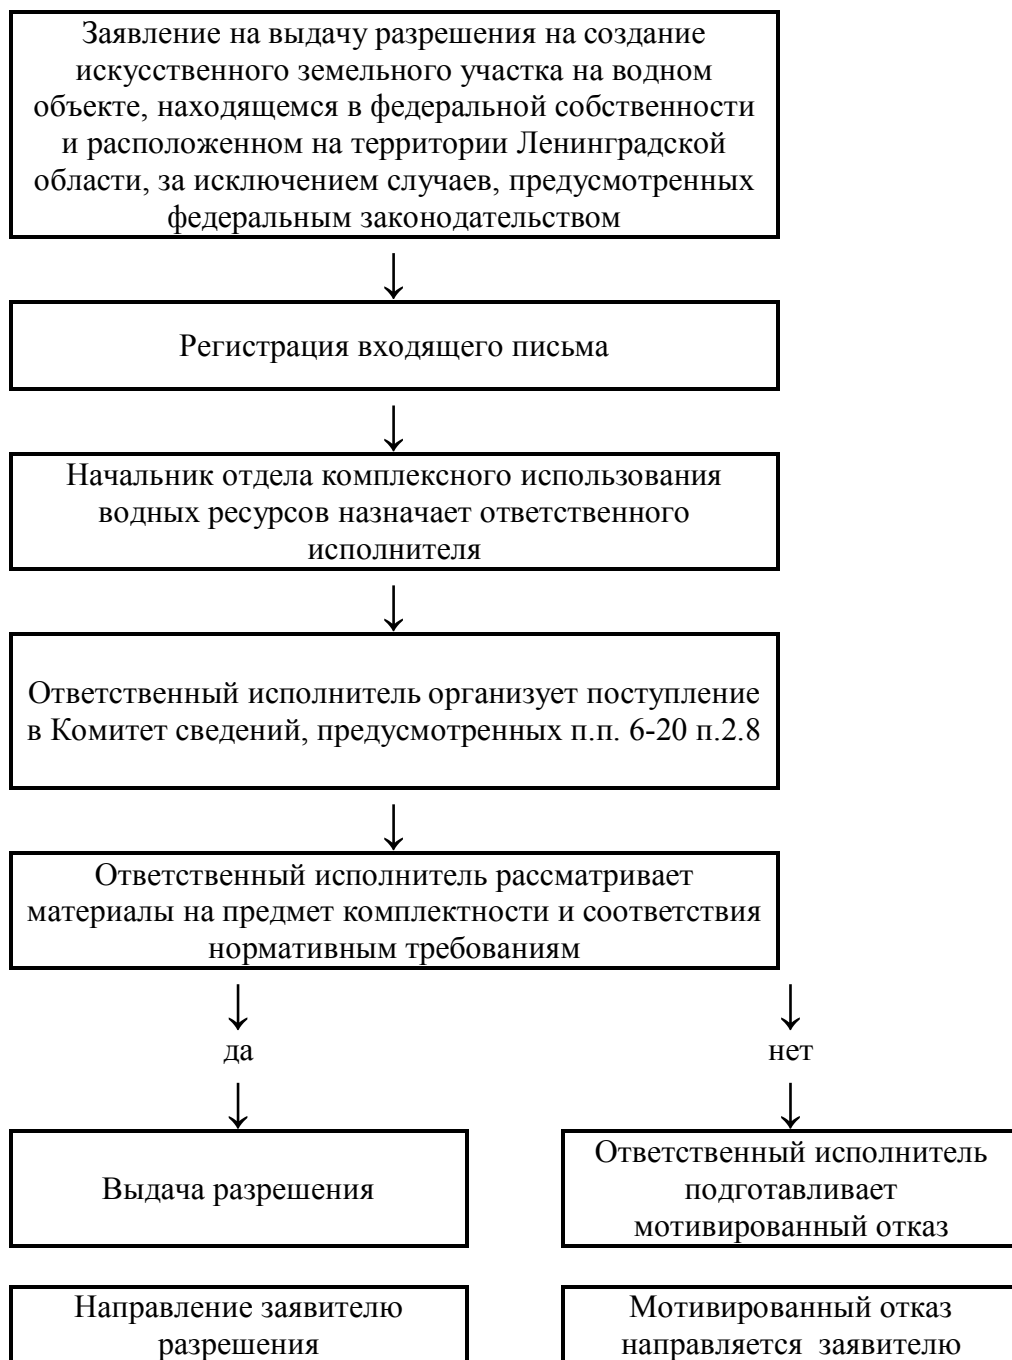 Заявление на выдачу разрешения на создание
искусственного земельного участка на водном
объекте, находящемся в федеральной собственности
и расположенном на территории Ленинградской
области, за исключением случаев, предусмотренных
федеральным законодательством
Регистрация входящего письма
Начальник отдела комплексного использования
водных ресурсов назначает ответственного
исполнителя
Ответственный исполнитель организует поступление
в Комитет сведений, предусмотренных п.п. 6-20 п.2.8
Ответственный исполнитель рассматривает
материалы на предмет комплектности и соответствия
нормативным требованиям
да
нет
Выдача разрешения
Ответственный исполнитель
подготавливает
мотивированный отказ
Направление заявителю
разрешения
Мотивированный отказ
направляется заявителю